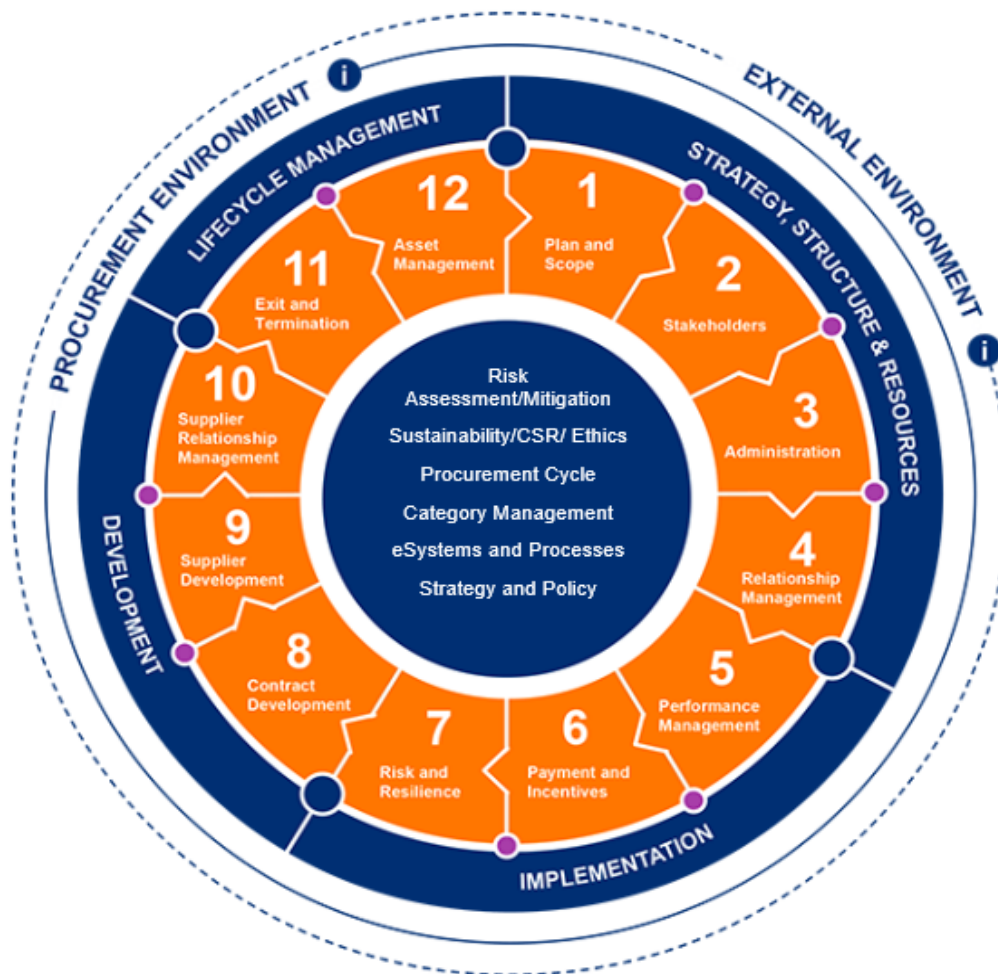 PROCUREMENT ENVIRONMENT
i
EXTERNAL ENVIRONMENT
i
LIFECYCLE MANAGEMENT
STRATEGY, STRUCTURE & RESOURCES
IMPLEMENTATION
DEVELOPMENT
1
Plan and
Scope
2
Stakeholders
3
Administration
4
Relationship
Management
5
Performance
Management
6
Payment and
Incentives
7
Risk and
Resilience
8
Contract
Development
9
Supplier
Development
10
Supplier
Relationship
Management
11
Exit and
Termination
12
Asset
Management
Risk
Assessment/Mitigation
Sustainability/CSR/ Ethics
Procurement Cycle
Category Management
eSystems and Processes
Strategy and Policy